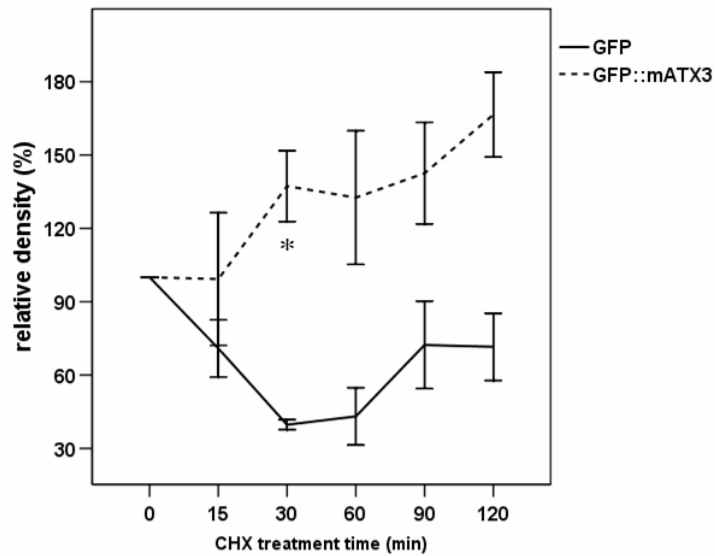 GFP
GFP::mATX3
relative density (%)
180
150
120
90
60
30
*
0 15 30 60 90 120
CHX treatment time (min)